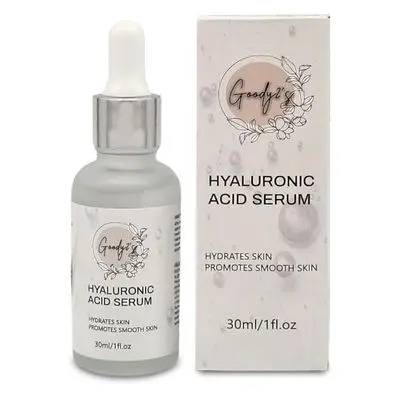 Goody2's
HYALURONIC
ACID SERUM
HYDRATES SKIN
PROMOTES SMOOTH SKIN
30ml/1fl.oz
Goody2's
HYALURONIC
ACID SERUM
HYDRATES SKIN
PROMOTES SMOOTH SKIN
30ml/1fl.oz